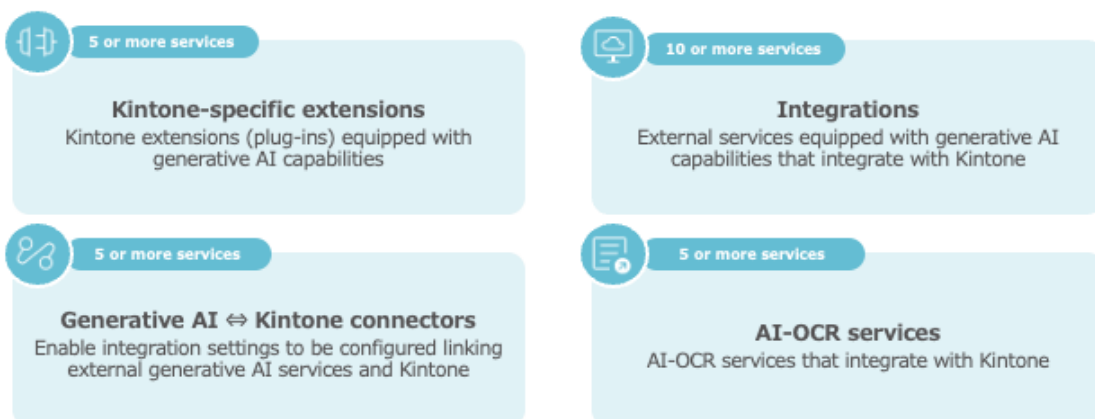 5 or more services
Kintone-specific extensions
Kintone extensions (plug-ins) equipped with
generative AI capabilities
10 or more services
Integrations
External services equipped with generative AI
capabilities that integrate with Kintone
5 or more services
Generative AI ⇔ Kintone connectors
Enable integration settings to be configured linking
external generative AI services and Kintone
5 or more services
AI-OCR services
AI-OCR services that integrate with Kintone